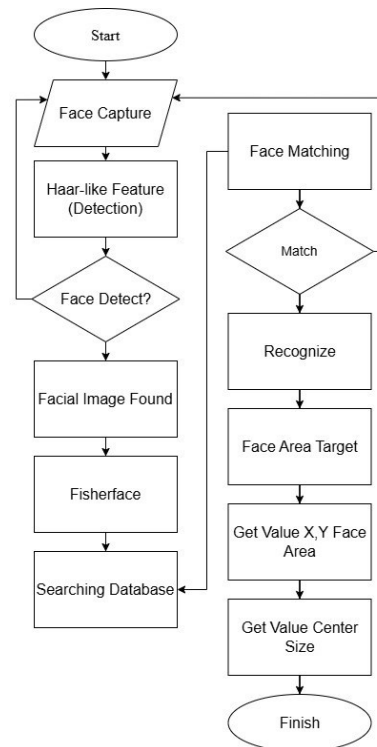 Start
Face Capture
Haar-like Feature
(Detection)
Face Detect?
Facial Image Found
Fisherface
Searching Database
Face Matching
Match
Recognize
Face Area Target
Get Value X,Y Face
Area
Get Value Center
Size
Finish